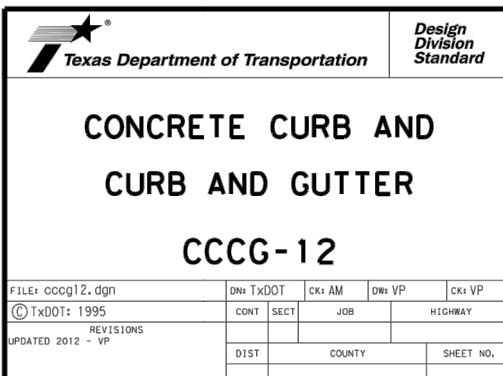 ®
Texas Department of Transportation
Design
Division
Standard
CONCRETE CURB AND
CURB AND GUTTER
CCCG-12
FILE: cccg12.dgn DN: TxDOT CK: AM DW: VP CK: VP
© TxDOT: 1995 CONT SECT JOB HIGHWAY
REVISIONS
UPDATED 2012 - VP
DIST COUNTY SHEET NO.